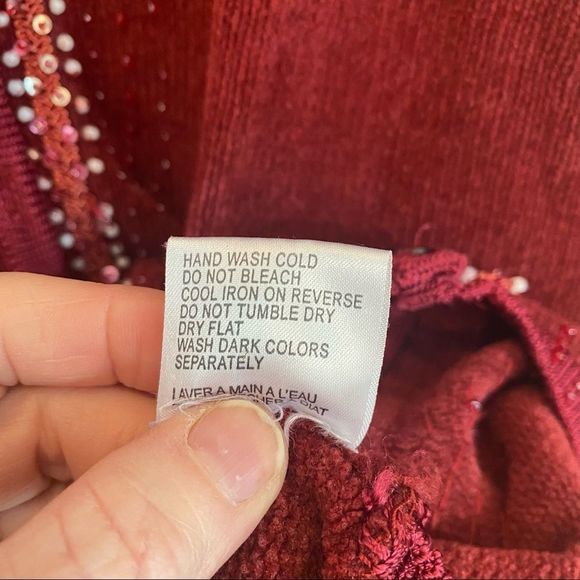 HAND WASH COLD
DO NOT BLEACH
COOL IRON ON REVERSE
DO NOT TUMBLE DRY
DRY FLAT
WASH DARK COLORS
SEPARATELY
LAVER A MAIN A L'EAU